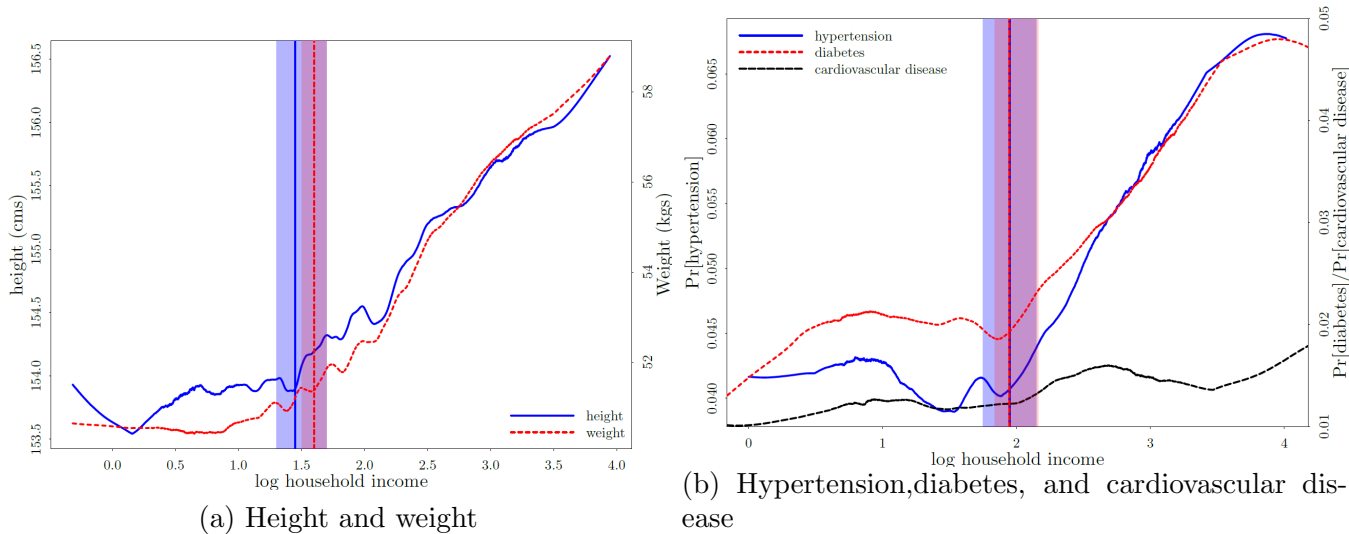 156.5
156.0
155.5
155.0
154.5
154.0
153.5
height (cms)
58
56
54
52
Weight (kgs)
height
weight
0.0 0.5 1.0 1.5 2.0 2.5 3.0 3.5 4.0
log household income
(a) Height and weight
hypertension
diabetes
cardiovascular disease
0.065
0.060
0.055
0.050
0.045
0.040
Pr[hypertension]
0.05
0.04
0.03
0.02
0.01
Pr[diabetes]/Pr[cardiovascular disease]
0 1 2 3 4
log household income
(b) Hypertension,diabetes, and cardiovascular dis-
ease